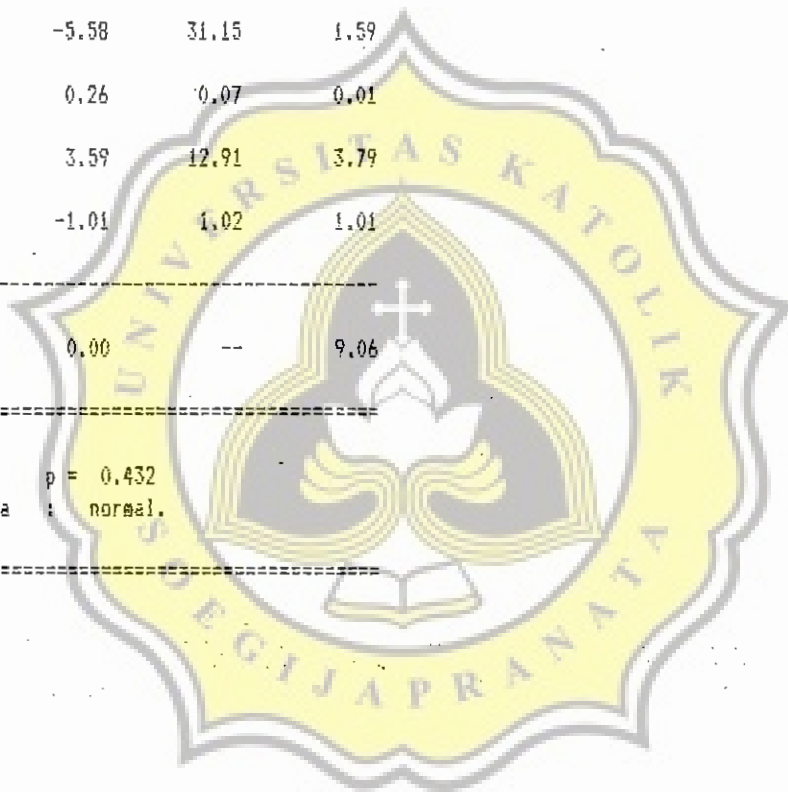 -5.58 31.15 1.59
0.26 0.07 0.01
3.59 12.91 3.79
-1.01 1.02 1.01
0.00 -- 9.06
p = 0.432
a : normal.
UNIVERSITAS KATOLIK
SOEGIJAPRANATA